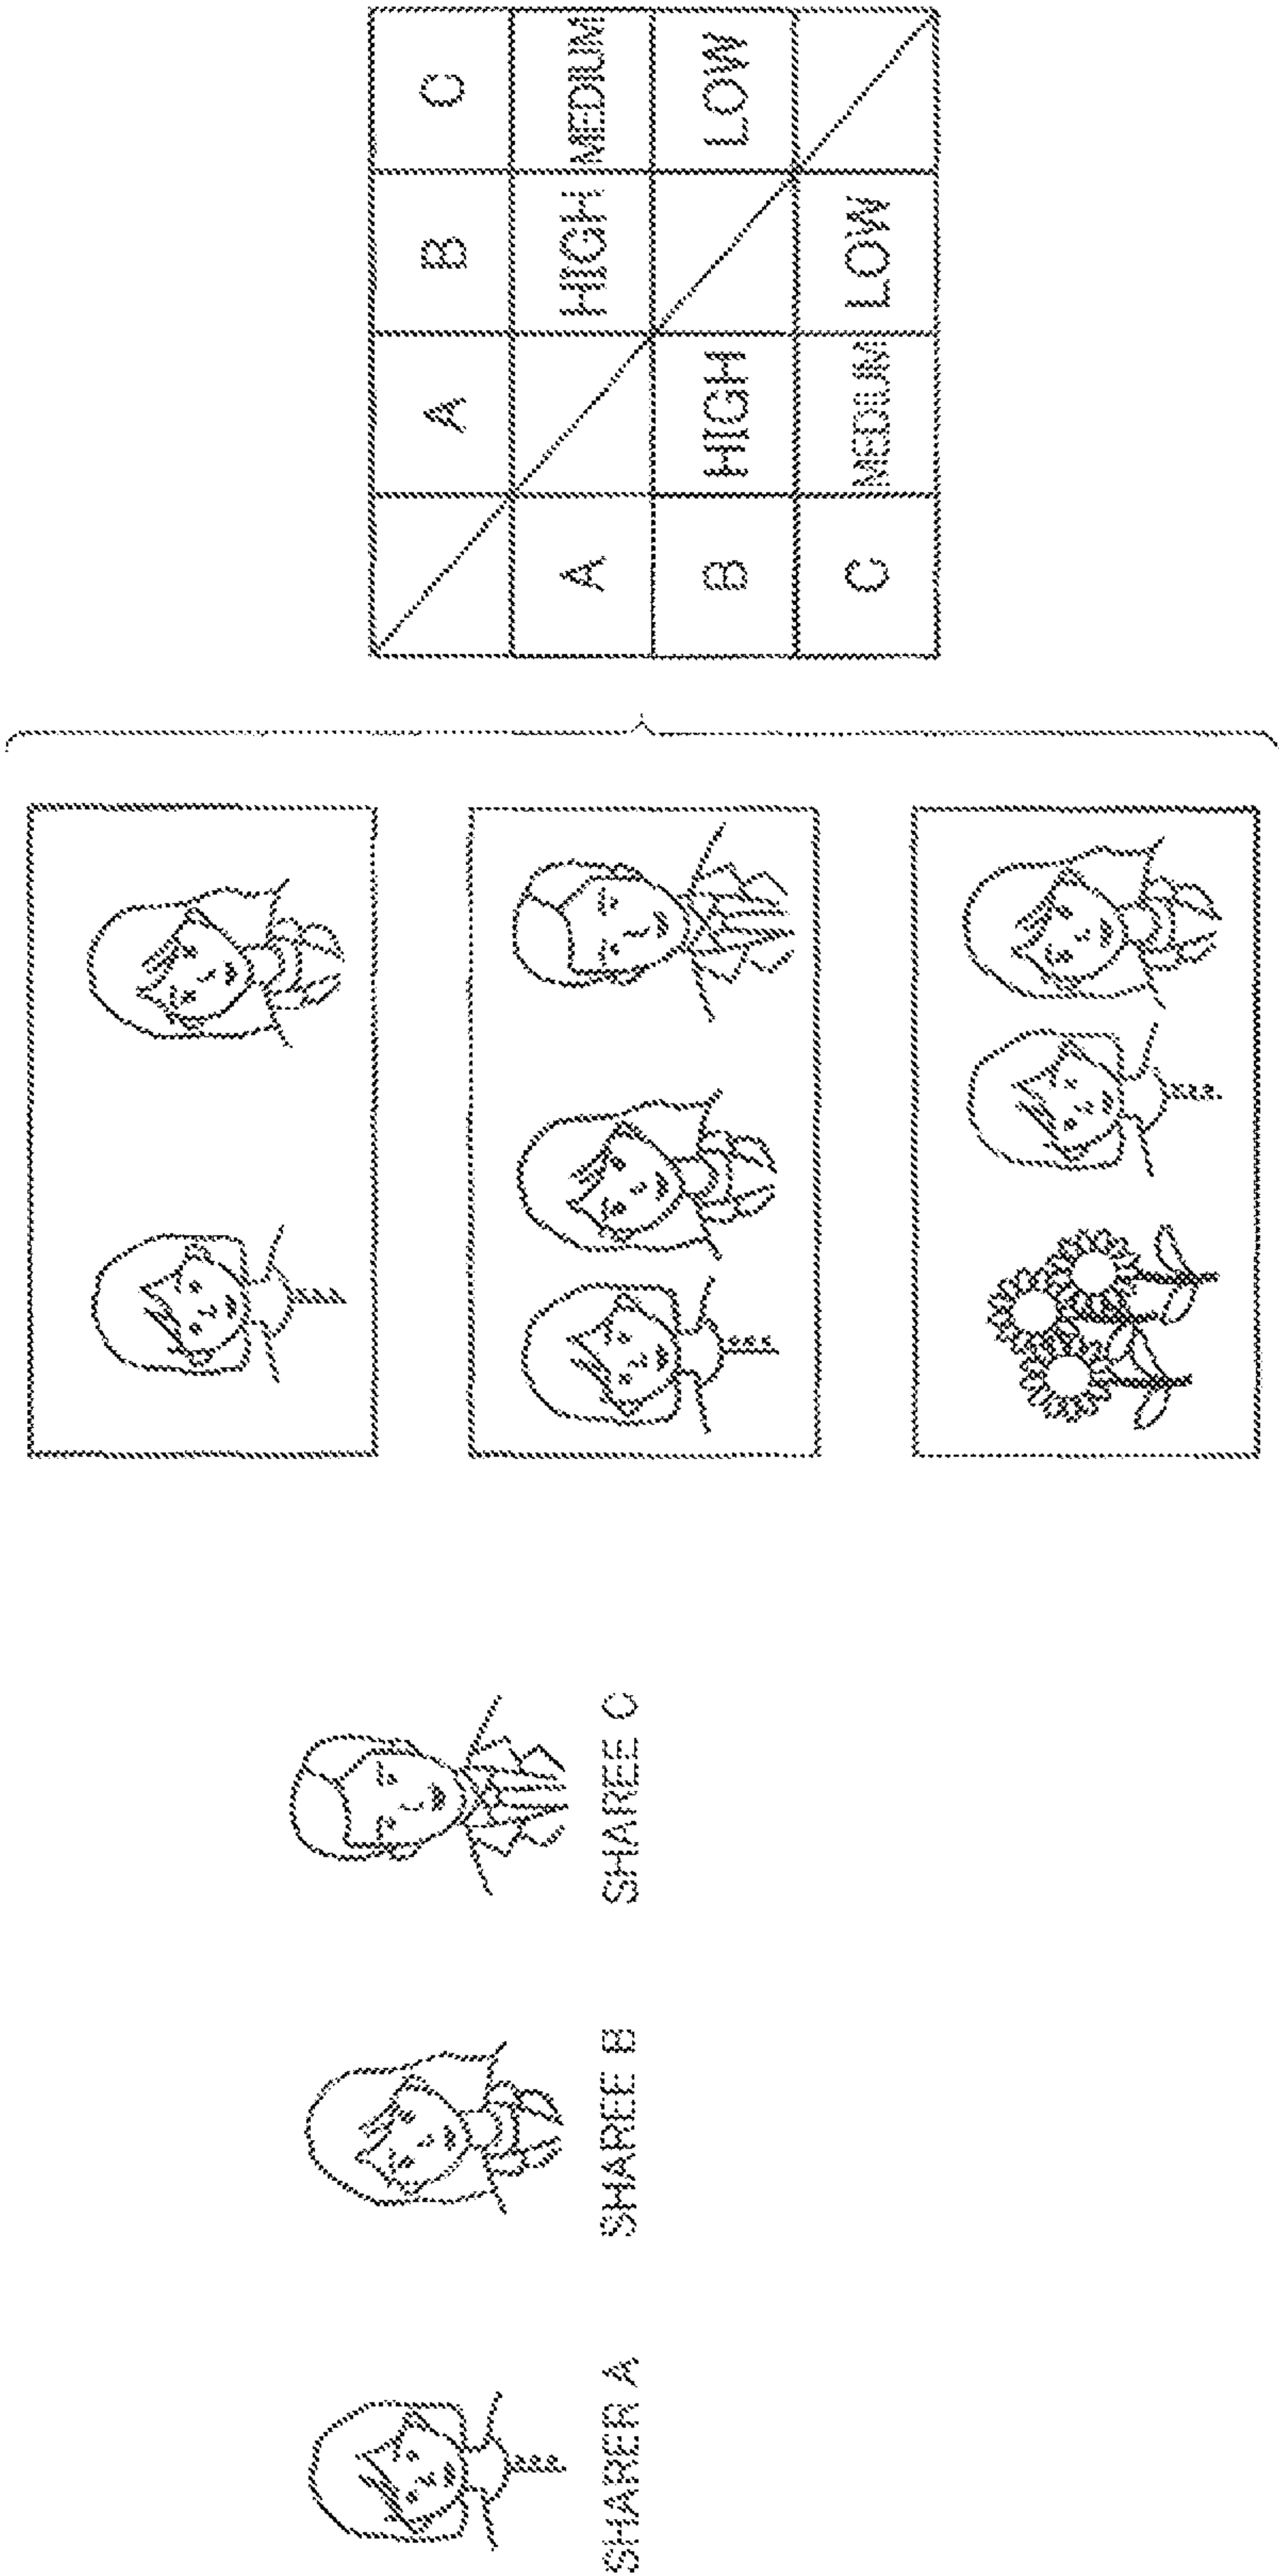 SHARER A SHAREE B SHAREE C
A B C
A HIGH MEDIUM
B HIGH LOW
C MEDIUM LOW